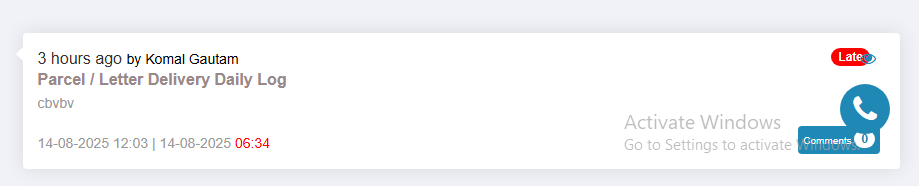 3 hours ago by Komal Gautam
Late
Parcel / Letter Delivery Daily Log
cbvbv
14-08-2025 12:03 | 14-08-2025 06:34
Comments 0
Activate Windows
Go to Settings to activate Windows.